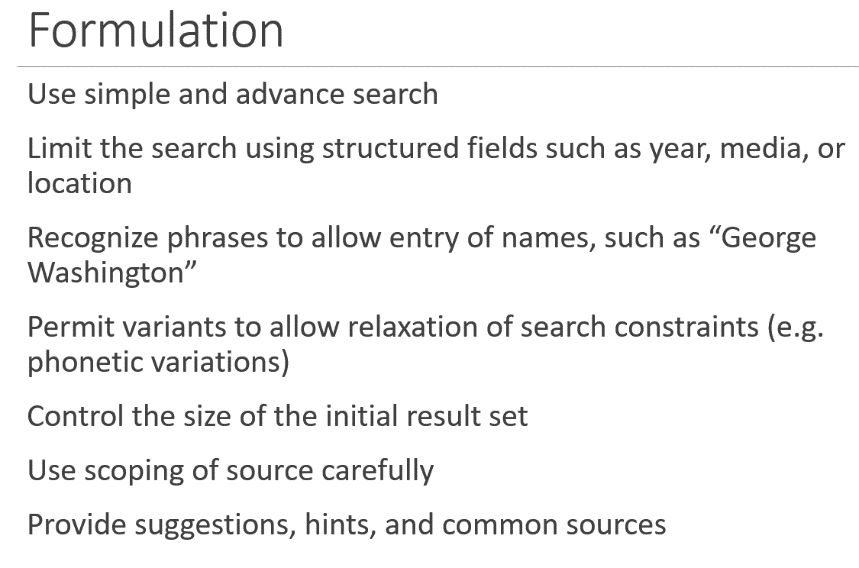 Formulation
Use simple and advance search
Limit the search using structured fields such as year, media, or
location
Recognize phrases to allow entry of names, such as “George
Washington”
Permit variants to allow relaxation of search constraints (e.g.
phonetic variations)
Control the size of the initial result set
Use scoping of source carefully
Provide suggestions, hints, and common sources